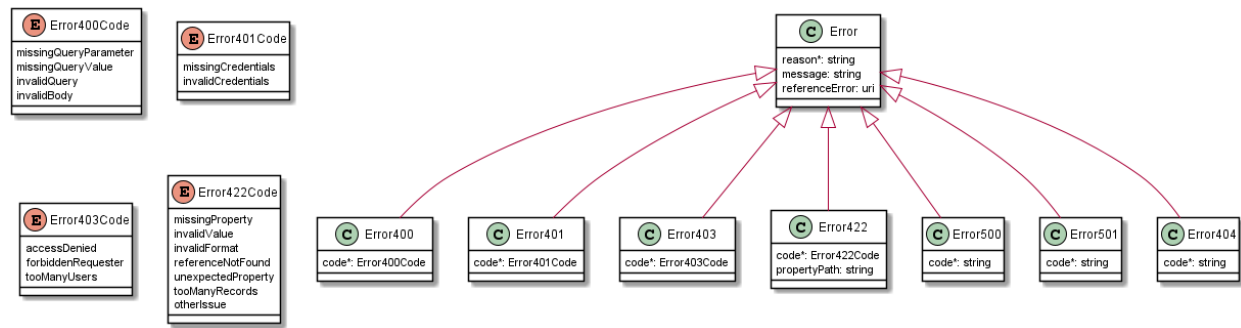 E Error400Code
missingQueryParameter
missingQueryValue
invalidQuery
invalidBody
E Error401Code
missingCredentials
invalidCredentials
C Error
reason*: string
message: string
referenceError: uri
E Error403Code
accessDenied
forbiddenRequester
tooManyUsers
E Error422Code
missingProperty
invalidValue
invalidFormat
referenceNotFound
unexpectedProperty
tooManyRecords
otherIssue
C Error400
code*: Error400Code
C Error401
code*: Error401Code
C Error403
code*: Error403Code
C Error422
code*: Error422Code
propertyPath: string
C Error500
code*: string
C Error501
code*: string
C Error404
code*: string